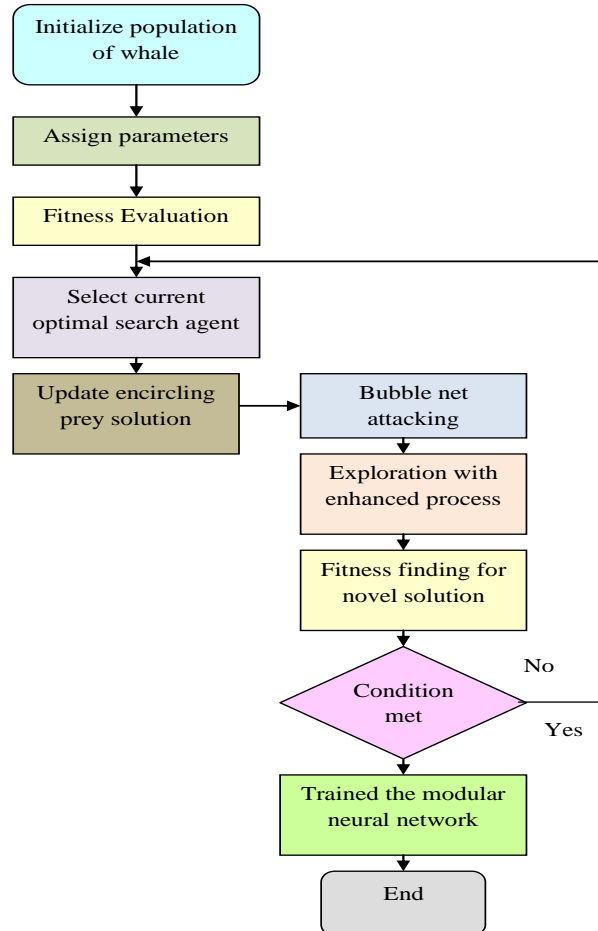 Initialize population
of whale
Assign parameters
Fitness Evaluation
Select current
optimal search agent
Update encircling
prey solution
Bubble net
attacking
Exploration with
enhanced process
Fitness finding for
novel solution
Condition
met
No
Yes
Trained the modular
neural network
End